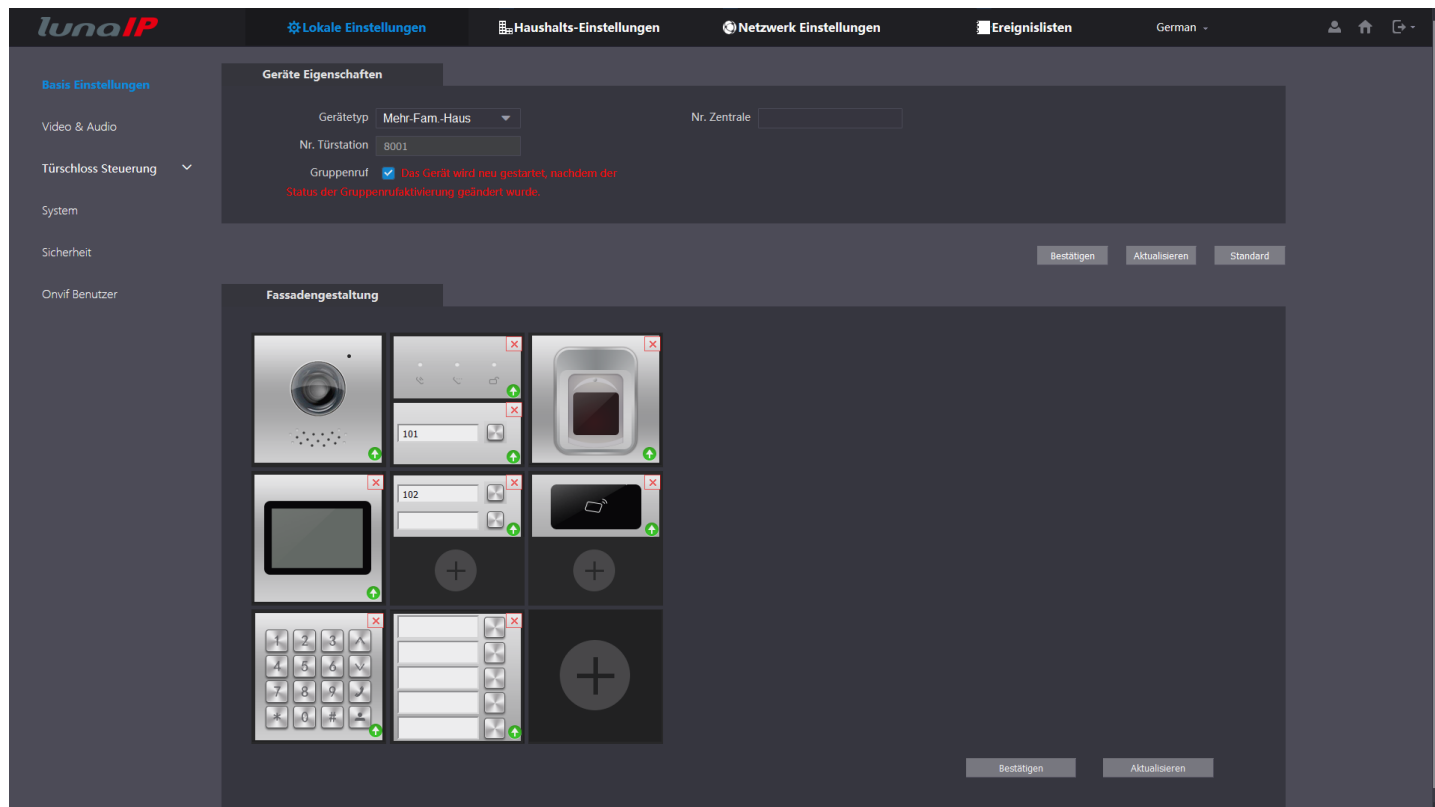 lunaIP
Lokale Einstellungen
Haushalts-Einstellungen
Netzwerk Einstellungen
Ereignislisten
German
Basis Einstellungen
Video & Audio
Türschloss Steuerung
System
Sicherheit
Onvif Benutzer
Geräte Eigenschaften
Gerätetyp Mehr-Fam.-Haus
Nr. Zentrale
Nr. Türstation 8001
Gruppenruf Das Gerät wird neu gestartet, nachdem der
Status der Gruppenrufaktivierung geändert wurde.
Bestätigen Aktualisieren Standard
Fassadengestaltung
101
102
1 2 3
4 5 6
7 8 9
* 0 #
Bestätigen Aktualisieren